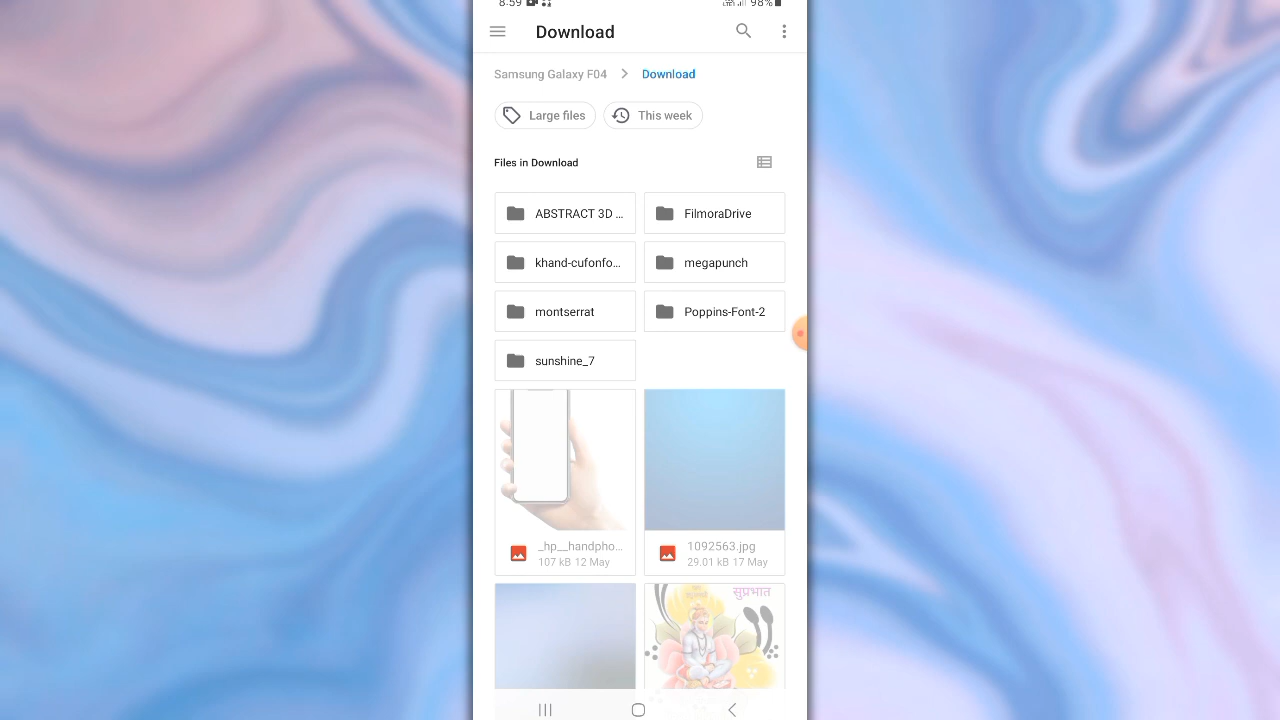 8:59 98%
Download
Samsung Galaxy F04 > Download
Large files This week
Files in Download
ABSTRACT 3D ... FilmoraDrive
khand-cufonfo... megapunch
montserrat Poppins-Font-2
sunshine_7
_hp__handpho... 1092563.jpg
107 kB 12 May 29.01 kB 17 May
सुप्रभात